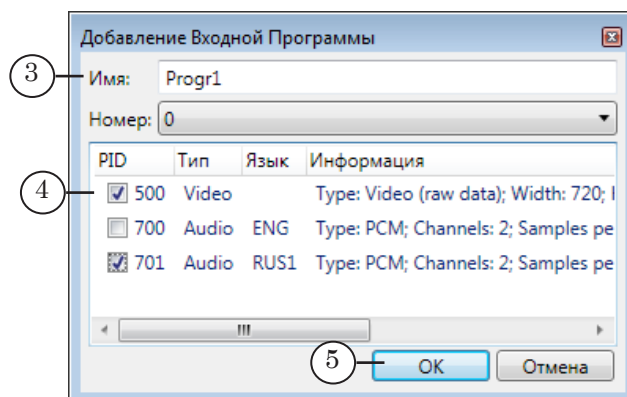 Добавление Входной Программы
3 Имя: Progr1
Номер: 0
PID Тип Язык Информация
4 500 Video Type: Video (raw data); Width: 720;
700 Audio ENG Type: PCM; Channels: 2; Samples pe
701 Audio RUS1 Type: PCM; Channels: 2; Samples pe
5 OK Отмена